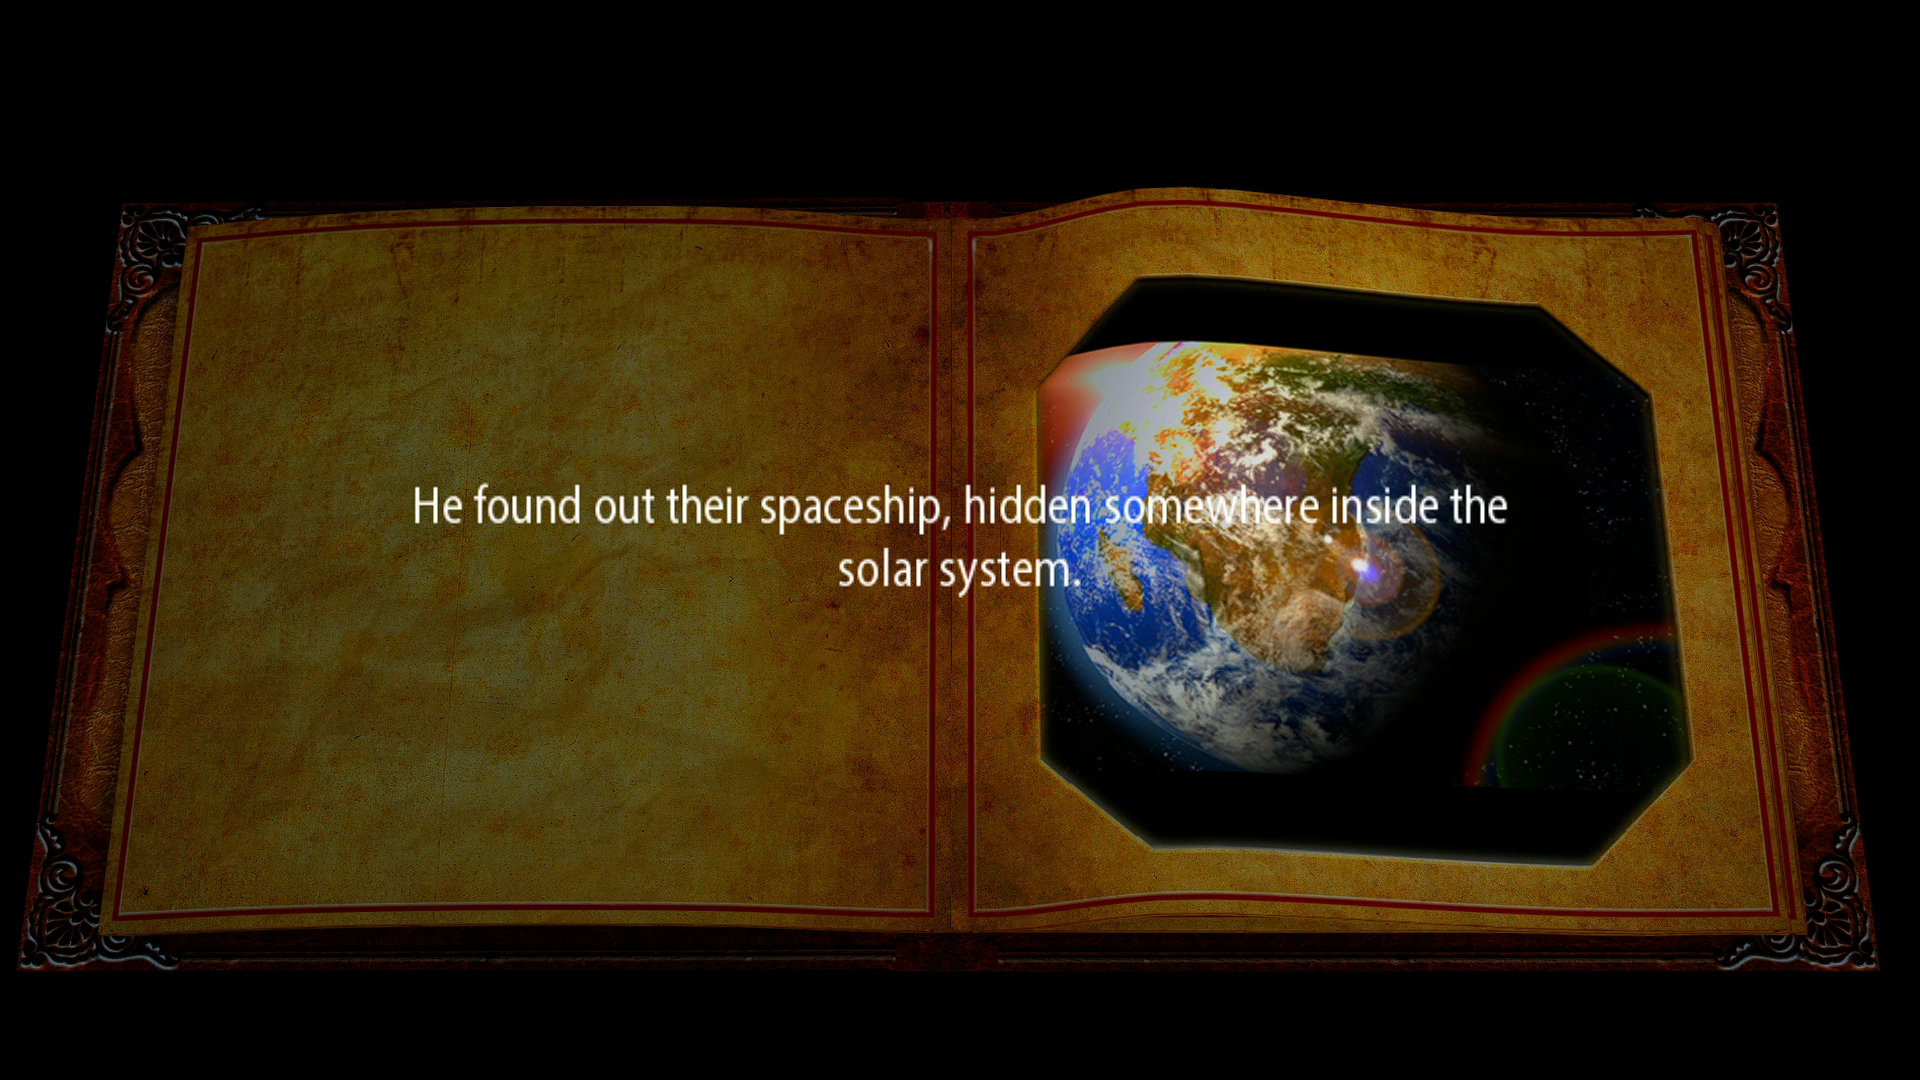 He found out their spaceship, hidden somewhere inside the
solar system.